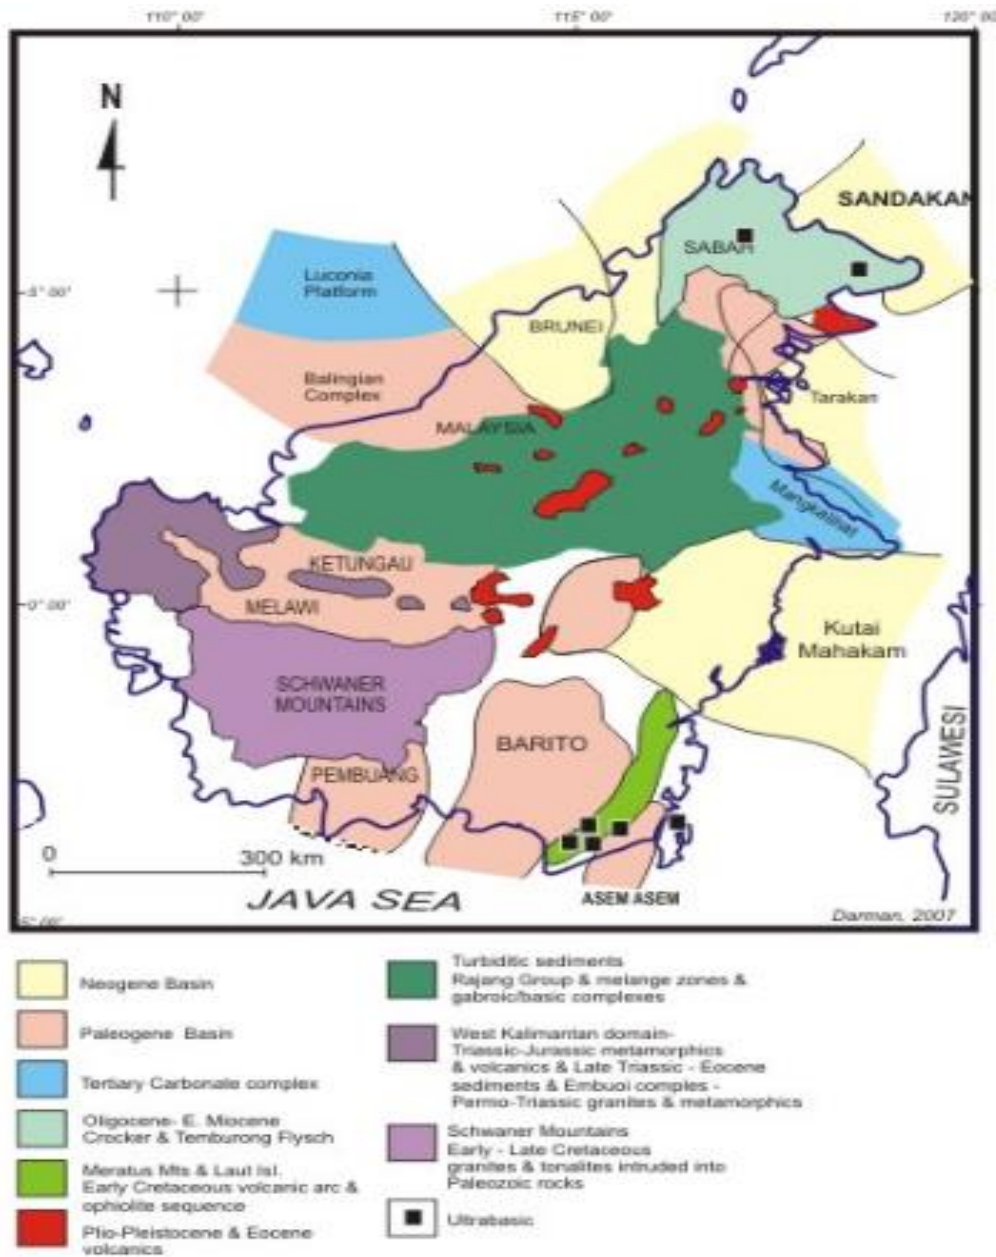 110° 00'
115° 00'
120° 00'
N
SANDAKAN
SABAH
Luconia
Platform
5° 00'
BRUNEI
Balingian
Complex
Tarakan
MALAYSIA
Mangkalihat
KETUNGAU
0° 00'
MELAWI
Kutai
Mahakam
SCHWANER
MOUNTAINS
BARITO
SULAWESI
PEMBUANG
0
300 km
JAVA SEA
ASEM ASEM
Darman, 2007
5° 00'
Neogene Basin
Paleogene Basin
Tertiary Carbonate complex
Oligocene- E. Miocene
Crocker & Temburong Flysch
Meratus Mts & Laut Isl.
Early Cretaceous volcanic arc &
ophiolite sequence
Plio-Pleistocene & Eocene
volcanics
Turbiditic sediments
Rajang Group & melange zones &
gabroic/basic complexes
West Kalimantan domain-
Triassic-Jurassic metamorphics
& volcanics & Late Triassic - Eocene
sediments & Embuoi comples -
Permo-Triassic granites & metamorphics
Schwaner Mountains
Early - Late Cretaceous
granites & tonalites intruded into
Paleozoic rocks
Ultrabasic